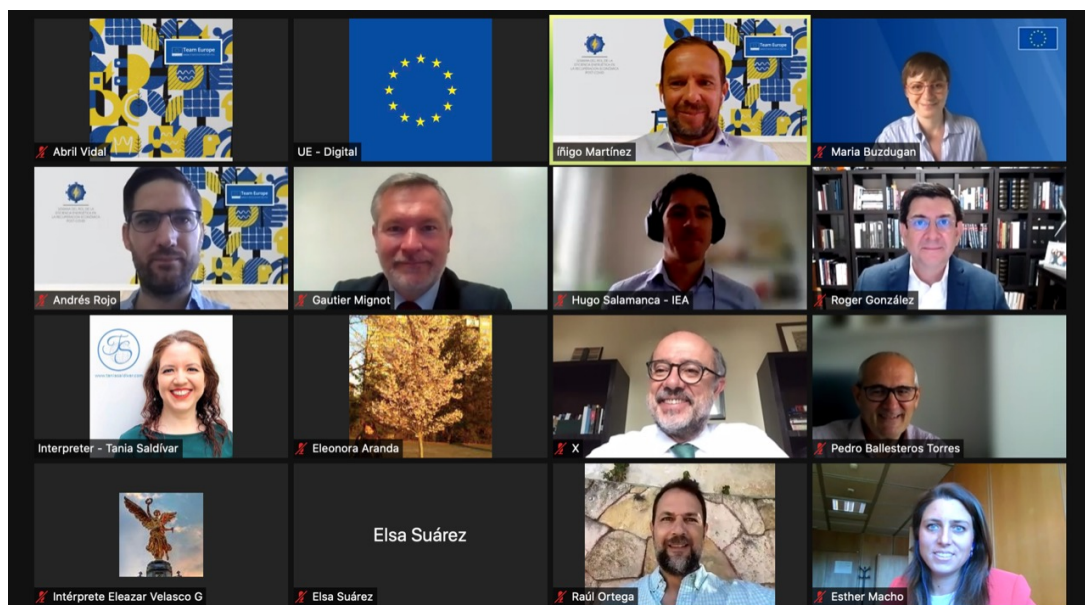 Team Europe
Abril Vidal
UE - Digital
Team Europe
iñigo Martínez
Maria Buzdugan
Team Europe
Andrés Rojo
Gautier Mignot
Hugo Salamanca - IEA
Roger González
Interpreter - Tania Saldívar
Eleonora Aranda
X
Pedro Ballesteros Torres
Elsa Suárez
Intérprete Eleazar Velasco G
Elsa Suárez
Raúl Ortega
Esther Macho